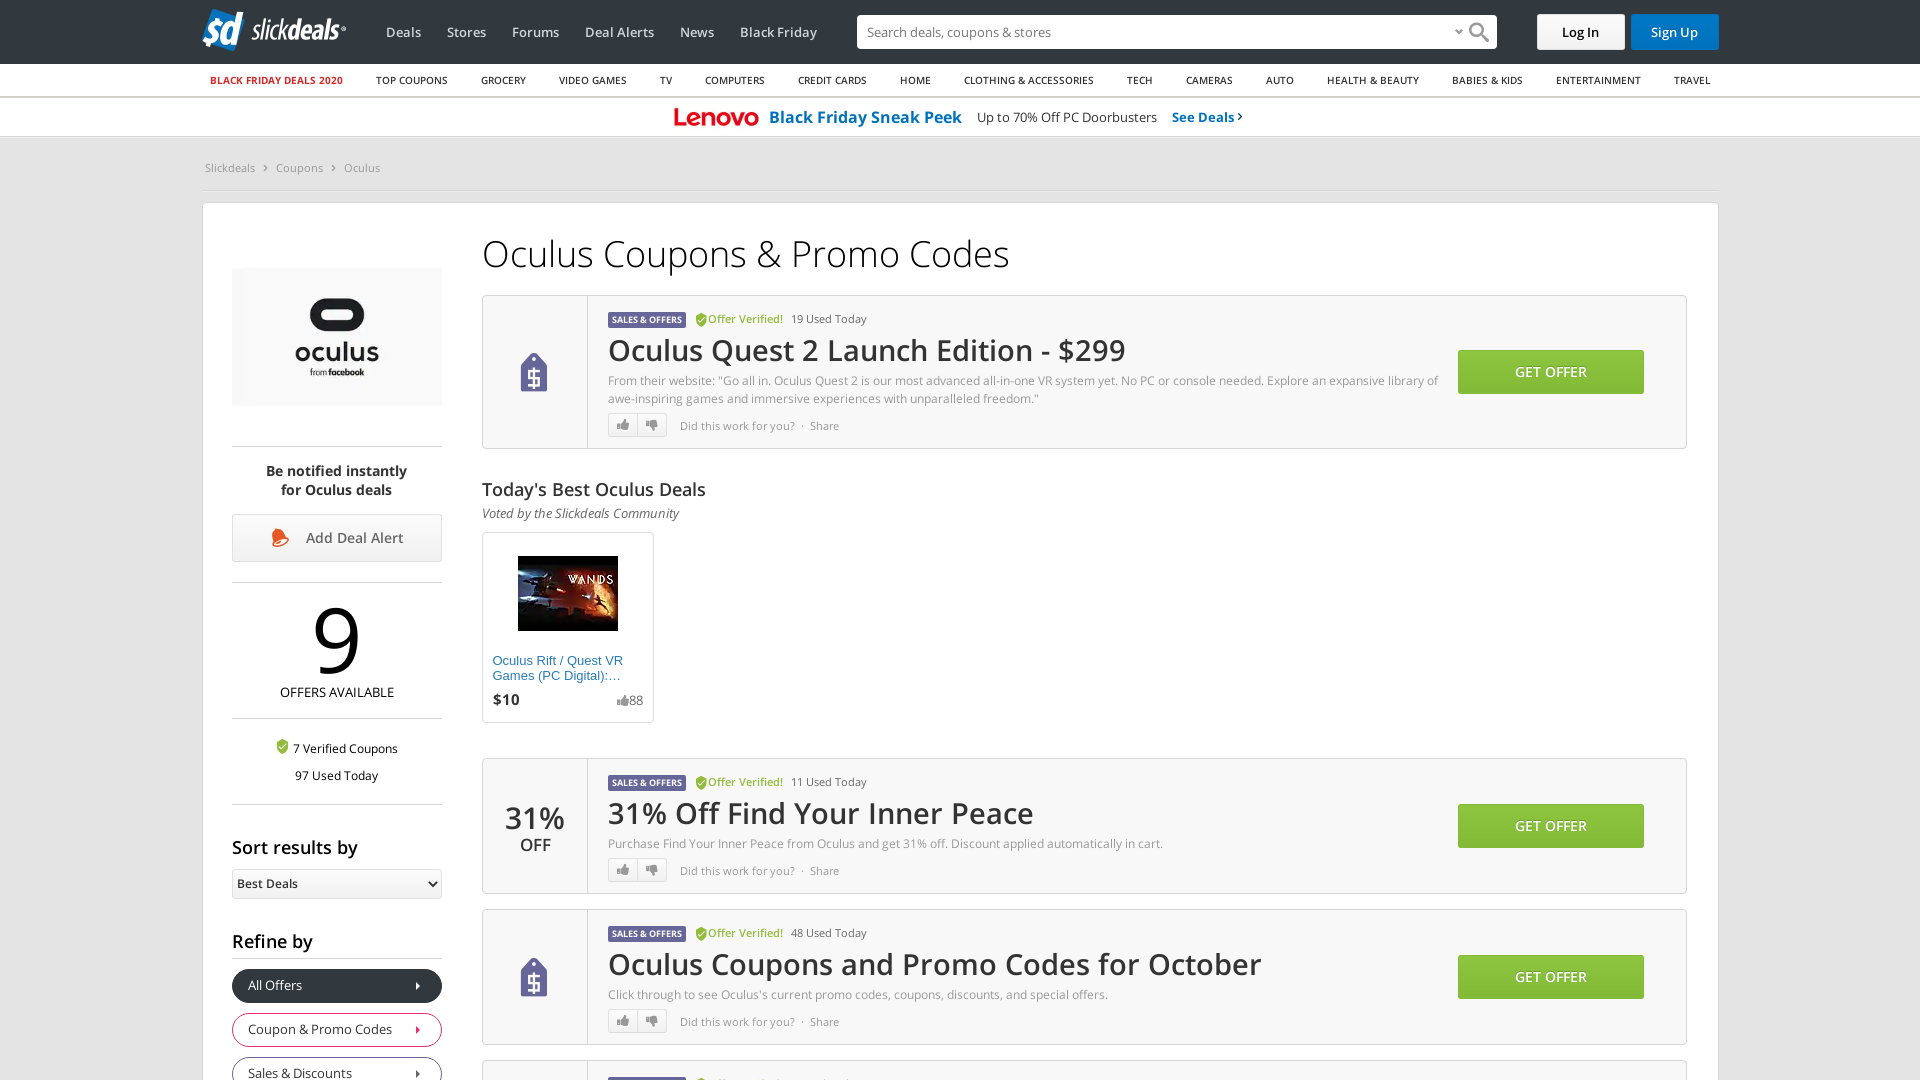 sd slickdeals
Deals Stores Forums Deal Alerts News Black Friday Search deals, coupons & stores Log In Sign Up
BLACK FRIDAY DEALS 2020 TOP COUPONS GROCERY VIDEO GAMES TV COMPUTERS CREDIT CARDS HOME CLOTHING & ACCESSORIES TECH CAMERAS AUTO HEALTH & BEAUTY BABIES & KIDS ENTERTAINMENT TRAVEL
Lenovo Black Friday Sneak Peek Up to 70% Off PC Doorbusters See Deals
Slickdeals Coupons Oculus
oculus
from facebook
Be notified instantly
for Oculus deals
Add Deal Alert
9
OFFERS AVAILABLE
7 Verified Coupons
97 Used Today
Sort results by
Best Deals
Refine by
All Offers
Coupon & Promo Codes
Sales & Discounts
Oculus Coupons & Promo Codes
SALES & OFFERS Offer Verified! 19 Used Today
Oculus Quest 2 Launch Edition - $299
From their website: "Go all in. Oculus Quest 2 is our most advanced all-in-one VR system yet. No PC or console needed. Explore an expansive library of
awe-inspiring games and immersive experiences with unparalleled freedom."
Did this work for you? · Share
GET OFFER
Today's Best Oculus Deals
Voted by the Slickdeals Community
WANDS
Oculus Rift / Quest VR
Games (PC Digital):…
$10 88
31%
OFF
SALES & OFFERS Offer Verified! 11 Used Today
31% Off Find Your Inner Peace
Purchase Find Your Inner Peace from Oculus and get 31% off. Discount applied automatically in cart.
Did this work for you? · Share
GET OFFER
SALES & OFFERS Offer Verified! 48 Used Today
Oculus Coupons and Promo Codes for October
Click through to see Oculus's current promo codes, coupons, discounts, and special offers.
Did this work for you? · Share
GET OFFER